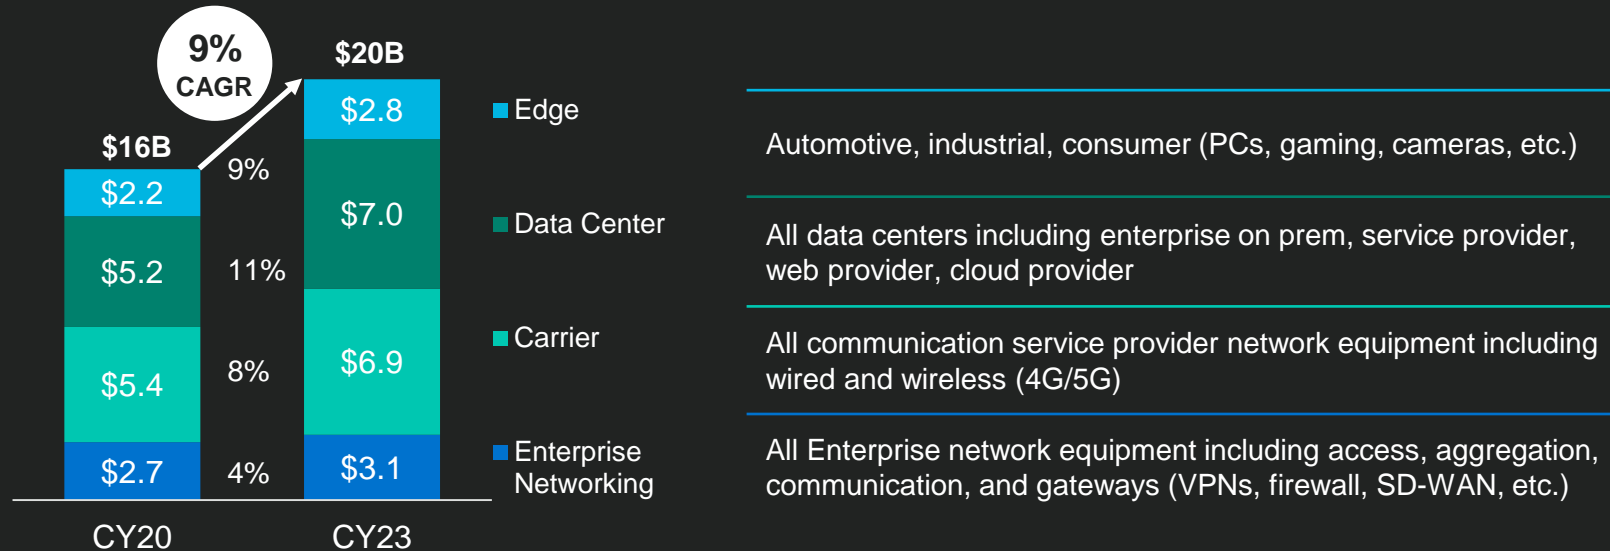 9%
CAGR
$20B
$16B
$2.2
$5.2
$5.4
$2.7
9%
11%
8%
4%
$2.8
$7.0
$6.9
$3.1
CY20
CY23
Edge
Data Center
Carrier
Enterprise
Networking
Automotive, industrial, consumer (PCs, gaming, cameras, etc.)
All data centers including enterprise on prem, service provider,
web provider, cloud provider
All communication service provider network equipment including
wired and wireless (4G/5G)
All Enterprise network equipment including access, aggregation,
communication, and gateways (VPNs, firewall, SD-WAN, etc.)